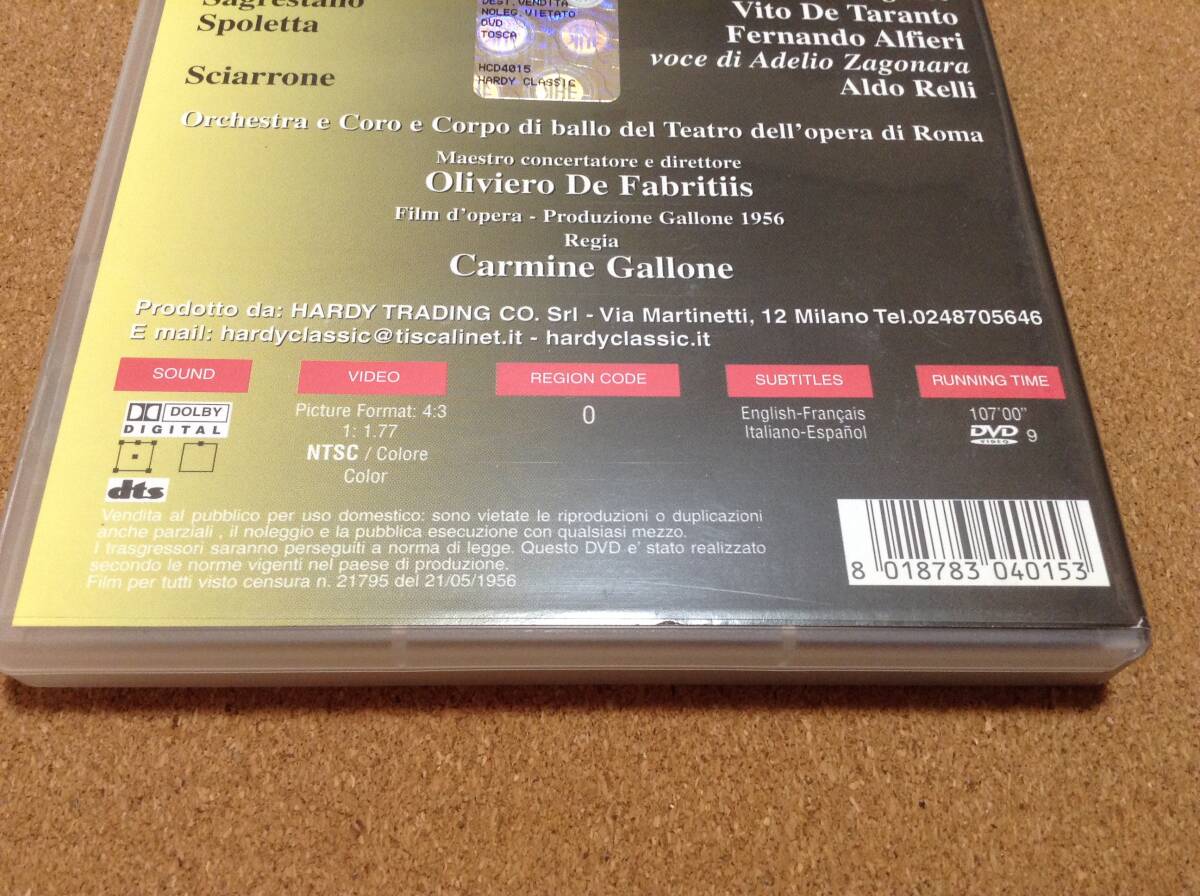 Sagrestano
Spoletta
Sciarrone
DEST.VENDITA
NOLEG.VIETATO
DVD
TOSCA
HCD4015
HARDY CLASSIC
Vito De Taranto
Fernando Alfieri
voce di Adelio Zagonara
Aldo Relli
Orchestra e Coro e Corpo di ballo del Teatro dell'opera di Roma
Maestro concertatore e direttore
Oliviero De Fabritiis
Film d'opera - Produzione Gallone 1956
Regia
Carmine Gallone
Prodotto da: HARDY TRADING CO. Srl - Via Martinetti, 12 Milano Tel.0248705646
E mail: hardyclassic@tiscalinet.it - hardyclassic.it
SOUND
DOLBY
DIGITAL
dts
VIDEO
Picture Format: 4:3
1: 1.77
NTSC / Colore
Color
REGION CODE
0
SUBTITLES
English-Français
Italiano-Español
RUNNING TIME
107'00"
DVD VIDEO 9
Vendita al pubblico per uso domestico: sono vietate le riproduzioni o duplicazioni
anche parziali , il noleggio e la pubblica esecuzione con qualsiasi mezzo.
I trasgressori saranno perseguiti a norma di legge. Questo DVD e' stato realizzato
secondo le norme vigenti nel paese di produzione.
Film per tutti visto censura n. 21795 del 21/05/1956
8 018783 040153